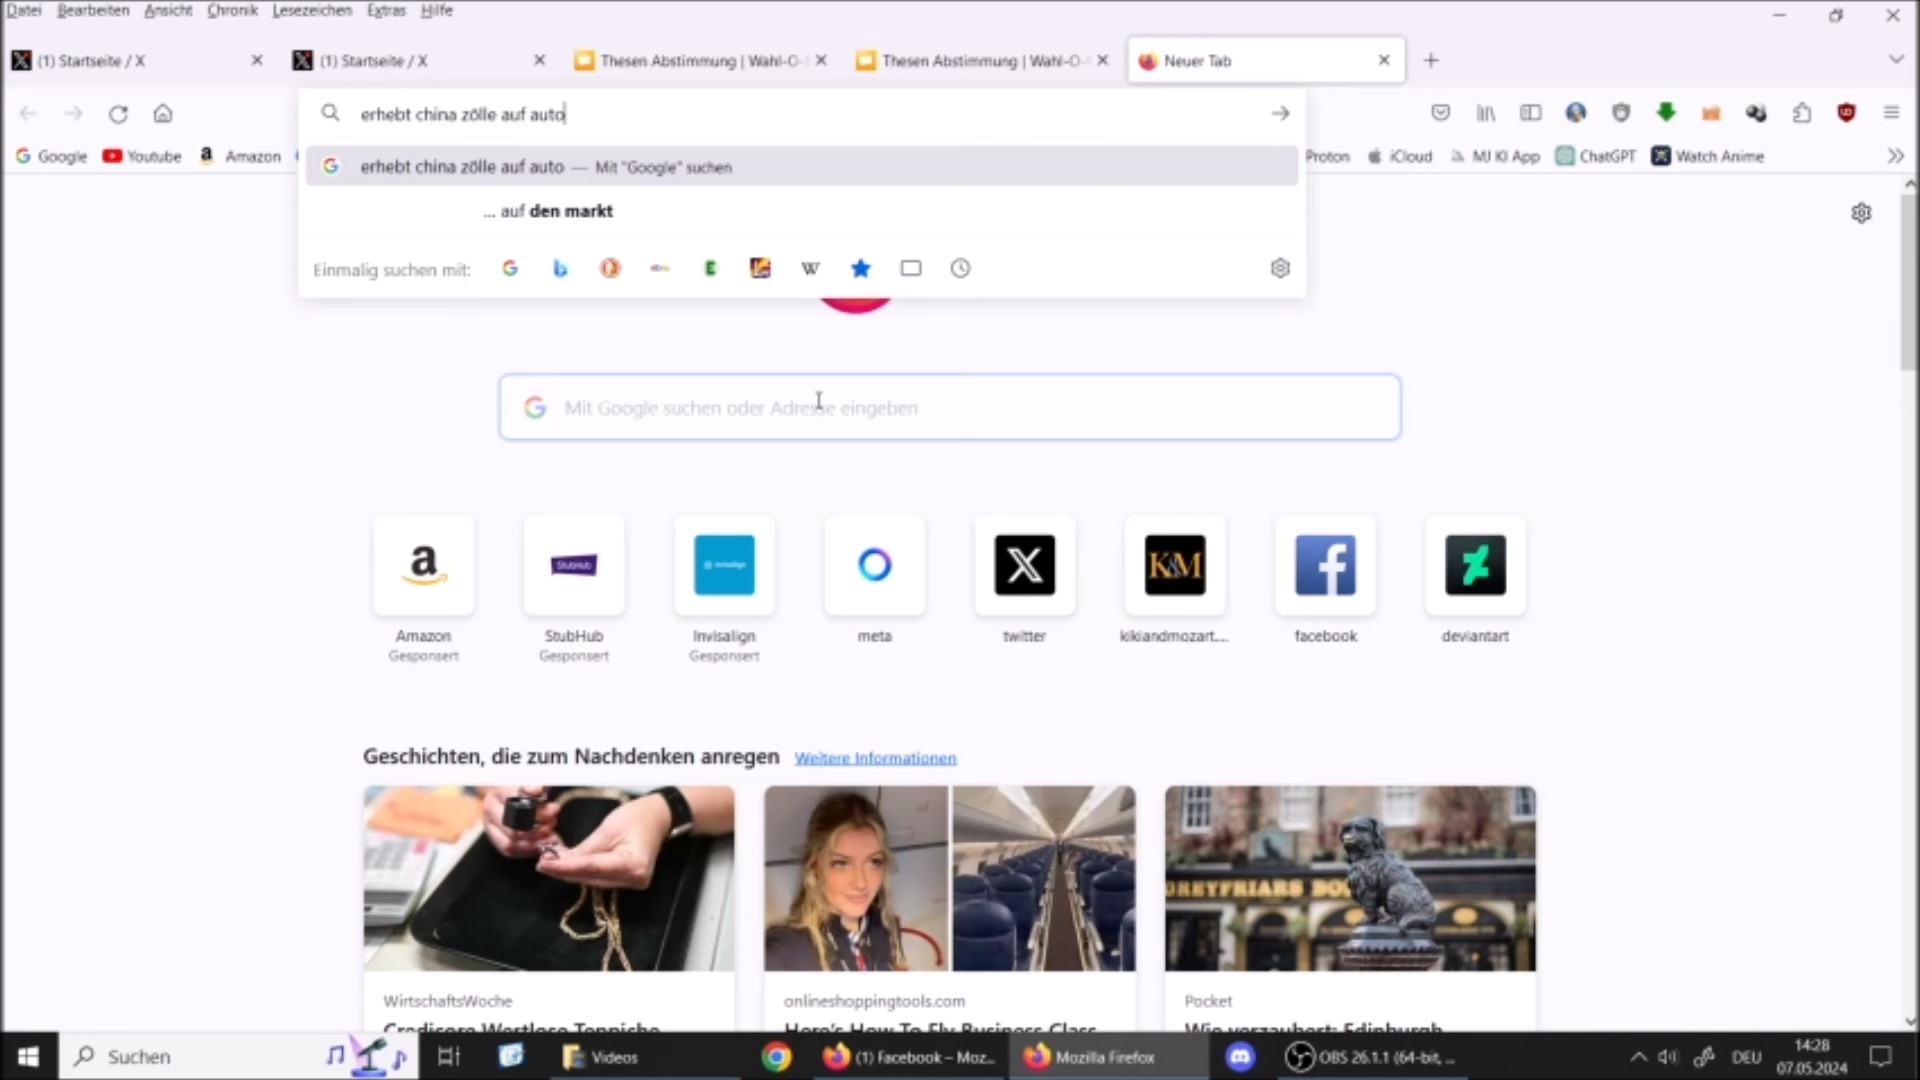 Datei Bearbeiten Ansicht Chronik Lesezeichen Extras Hilfe
(1) Startseite / X
(1) Startseite / X
Thesen Abstimmung | Wahl-O-
Thesen Abstimmung | Wahl-O-
Neuer Tab
erhebt china zölle auf auto
Google Youtube Amazon
Proton iCloud MJ KI App ChatGPT Watch Anime
erhebt china zölle auf auto — Mit "Google" suchen
... auf den markt
Einmalig suchen mit:
Mit Google suchen oder Adresse eingeben
a
StubHub
invisalign
K&M
Amazon
Gesponsert
StubHub
Gesponsert
Invisalign
Gesponsert
meta
twitter
kikiandmozart....
facebook
deviantart
Geschichten, die zum Nachdenken anregen Weitere Informationen
GREYFRIARS BO
WirtschaftsWoche
onlineshoppingtools.com
Pocket
Here's How To Fly Business Class
Wie verzaubert: Edinburgh
Suchen
Videos
(1) Facebook – Moz...
Mozilla Firefox
OBS 26.1.1 (64-bit, ...
DEU
14:28
07.05.2024